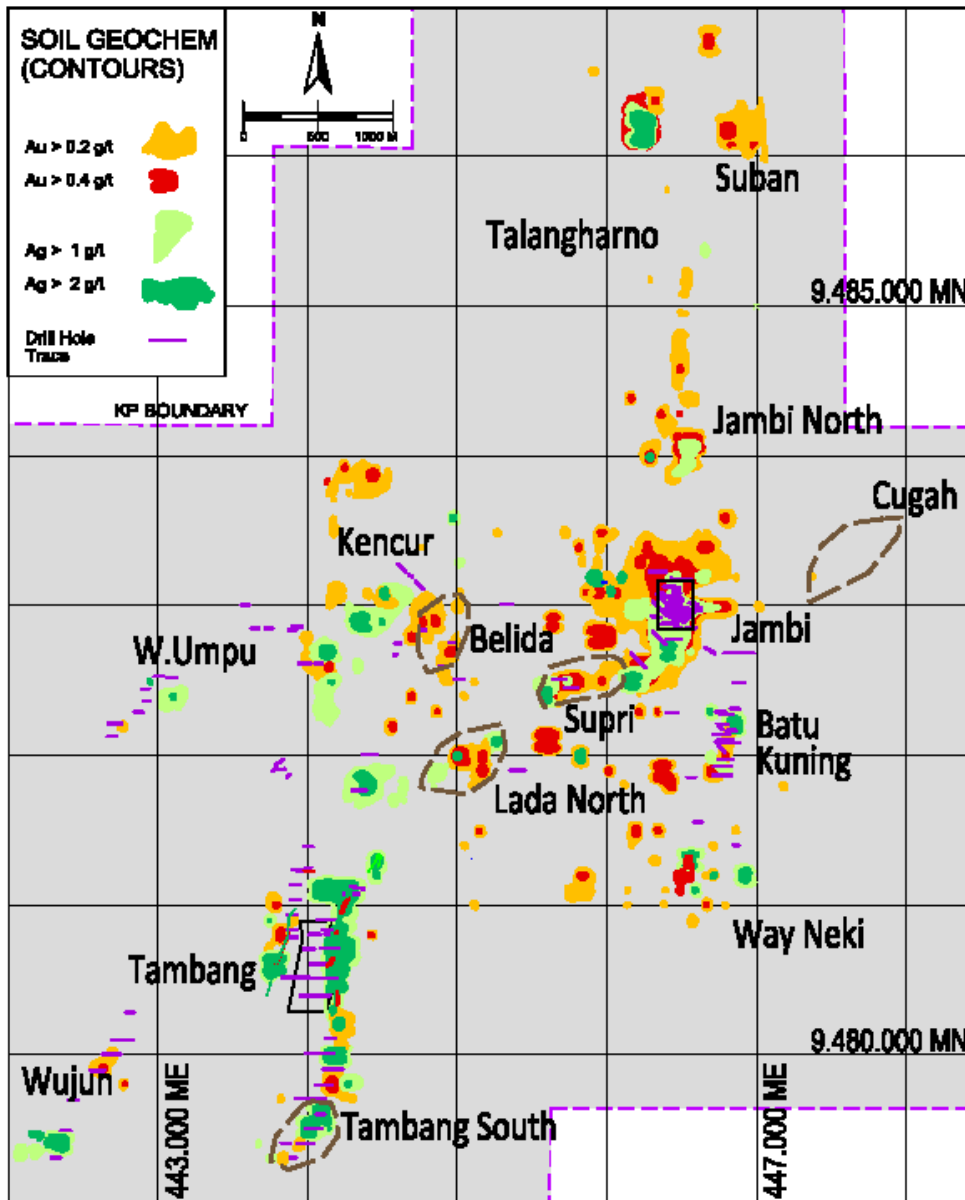 SOIL GEOCHEM
(CONTOURS)
Au > 0.2 g/t
Au > 0.4 g/t
Ag > 1 g/t
Ag > 2 g/t
Drill Hole
Trace
N
0 500 1000 M
KP BOUNDARY
Suban
Talangharno
9.485.000 MN
Jambi North
Cugah
Kencur
Belida
Jambi
W.Umpu
Supri
Batu
Kuning
Lada North
Way Neki
Tambang
9.480.000 MN
Wujun
443.000 ME
Tambang South
447.000 ME